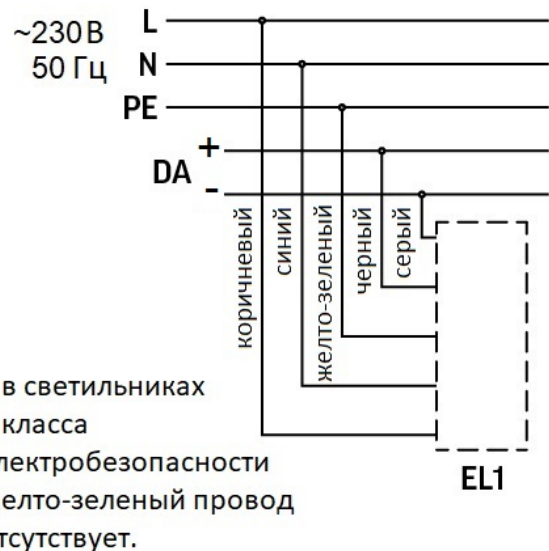 ~230В
50 Гц
L
N
PE
DA
+
-
коричневый
синий
желто-зеленый
черный
серый
в светильниках
класса
лектробезопасности
елто-зеленый провод
тсутствует.
EL1